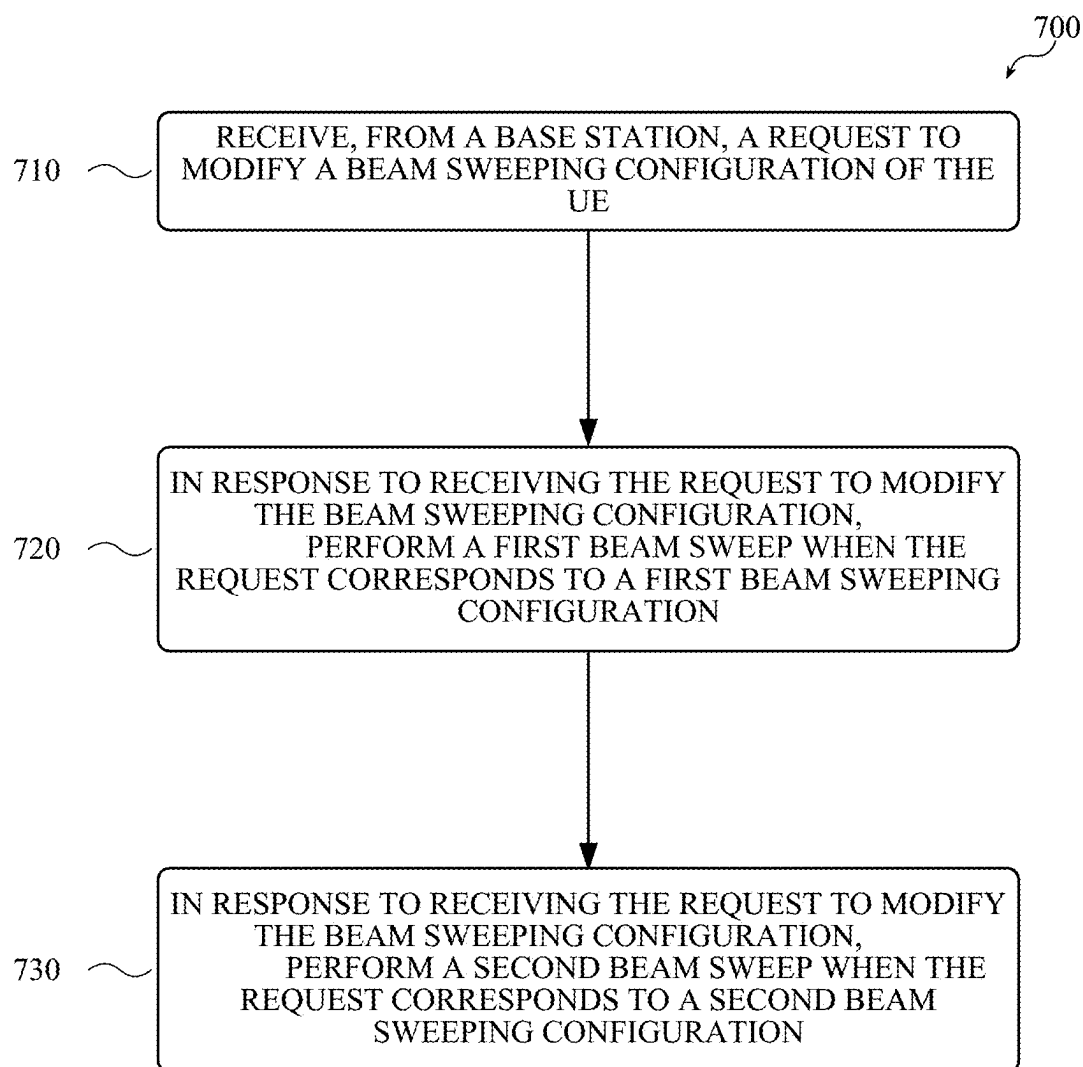 700
710
RECEIVE, FROM A BASE STATION, A REQUEST TO
MODIFY A BEAM SWEEPING CONFIGURATION OF THE
UE
720
IN RESPONSE TO RECEIVING THE REQUEST TO MODIFY
THE BEAM SWEEPING CONFIGURATION,
PERFORM A FIRST BEAM SWEEP WHEN THE
REQUEST CORRESPONDS TO A FIRST BEAM SWEEPING
CONFIGURATION
730
IN RESPONSE TO RECEIVING THE REQUEST TO MODIFY
THE BEAM SWEEPING CONFIGURATION,
PERFORM A SECOND BEAM SWEEP WHEN THE
REQUEST CORRESPONDS TO A SECOND BEAM
SWEEPING CONFIGURATION